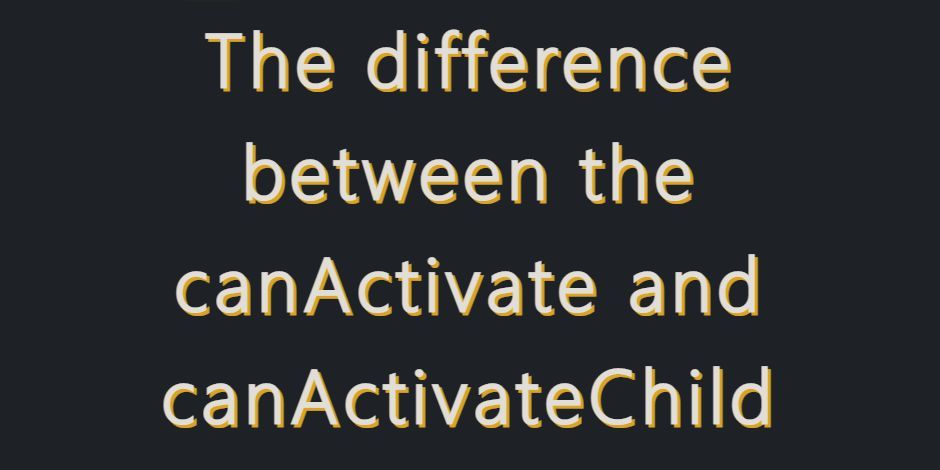 The difference
between the
canActivate and
canActivateChild